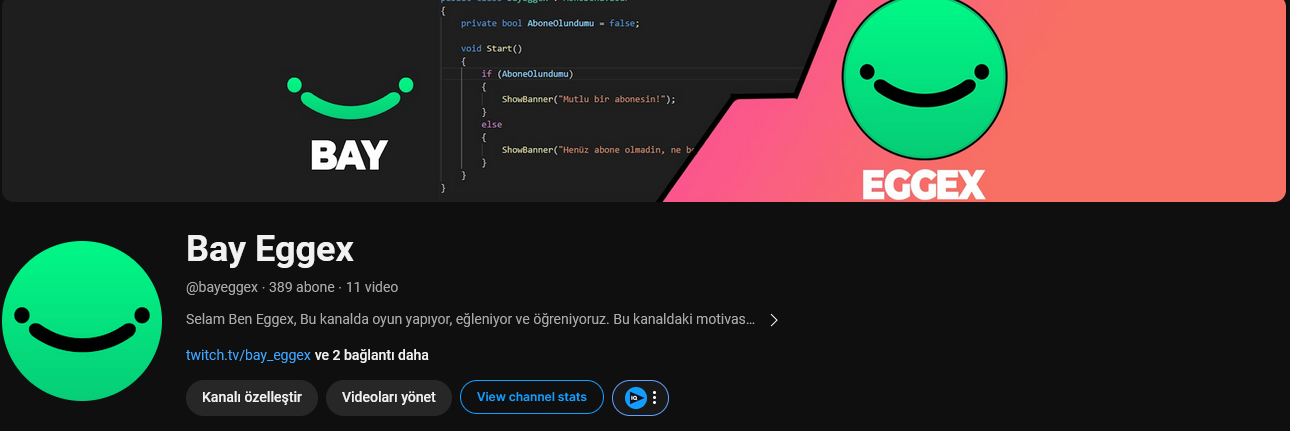 {
private bool AboneOlundumu = false;
void Start()
{
if (AboneOlundumu)
{
ShowBanner("Mutlu bir abonesin!");
}
else
{
ShowBanner("Henüz abone olmadin, ne
}
}
}
BAY
EGGEX
Bay Eggex
@bayeggex · 389 abone · 11 video
Selam Ben Eggex, Bu kanalda oyun yapıyor, eğleniyor ve öğreniyoruz. Bu kanaldaki motivas...
twitch.tv/bay_eggex ve 2 bağlantı daha
Kanalı özelleştir
Videoları yönet
View channel stats
IQ